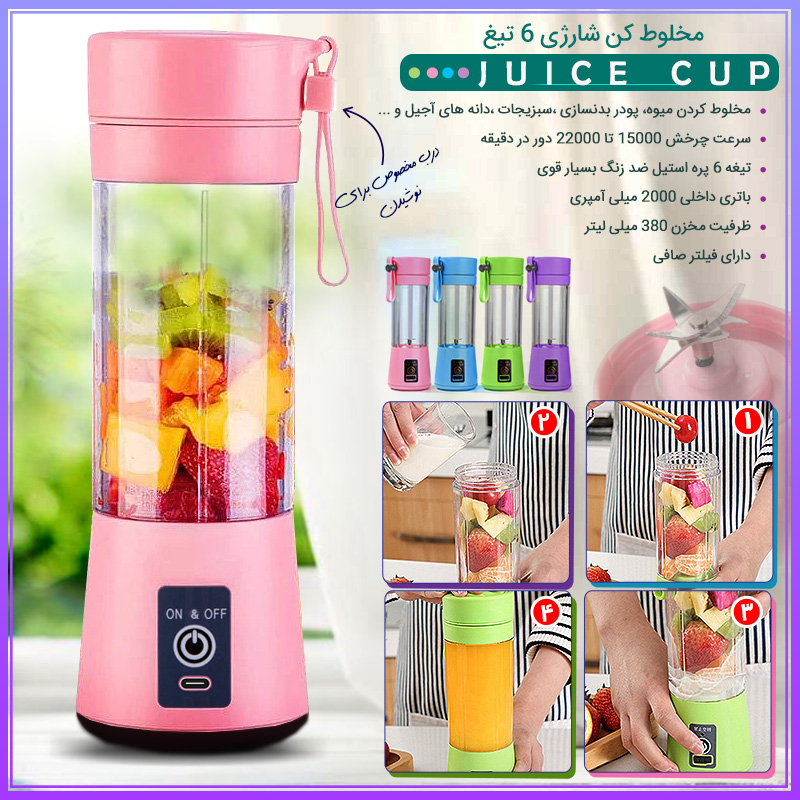 مخلوط کن شارژی 6 تیغ
JUICE CUP
مخلوط کردن میوه، پودر بدنسازی ،سبزیجات ،دانه های آجیل و ...
سرعت چرخش 15000 تا 22000 دور در دقیقه
تیغه 6 پره استیل ضد زنگ بسیار قوی
باتری داخلی 2000 میلی آمپری
ظرفیت مخزن 380 میلی لیتر
دارای فیلتر صافی
درب مخصوص برای
نوشیدن
ON & OFF
۱
۲
۳
۴